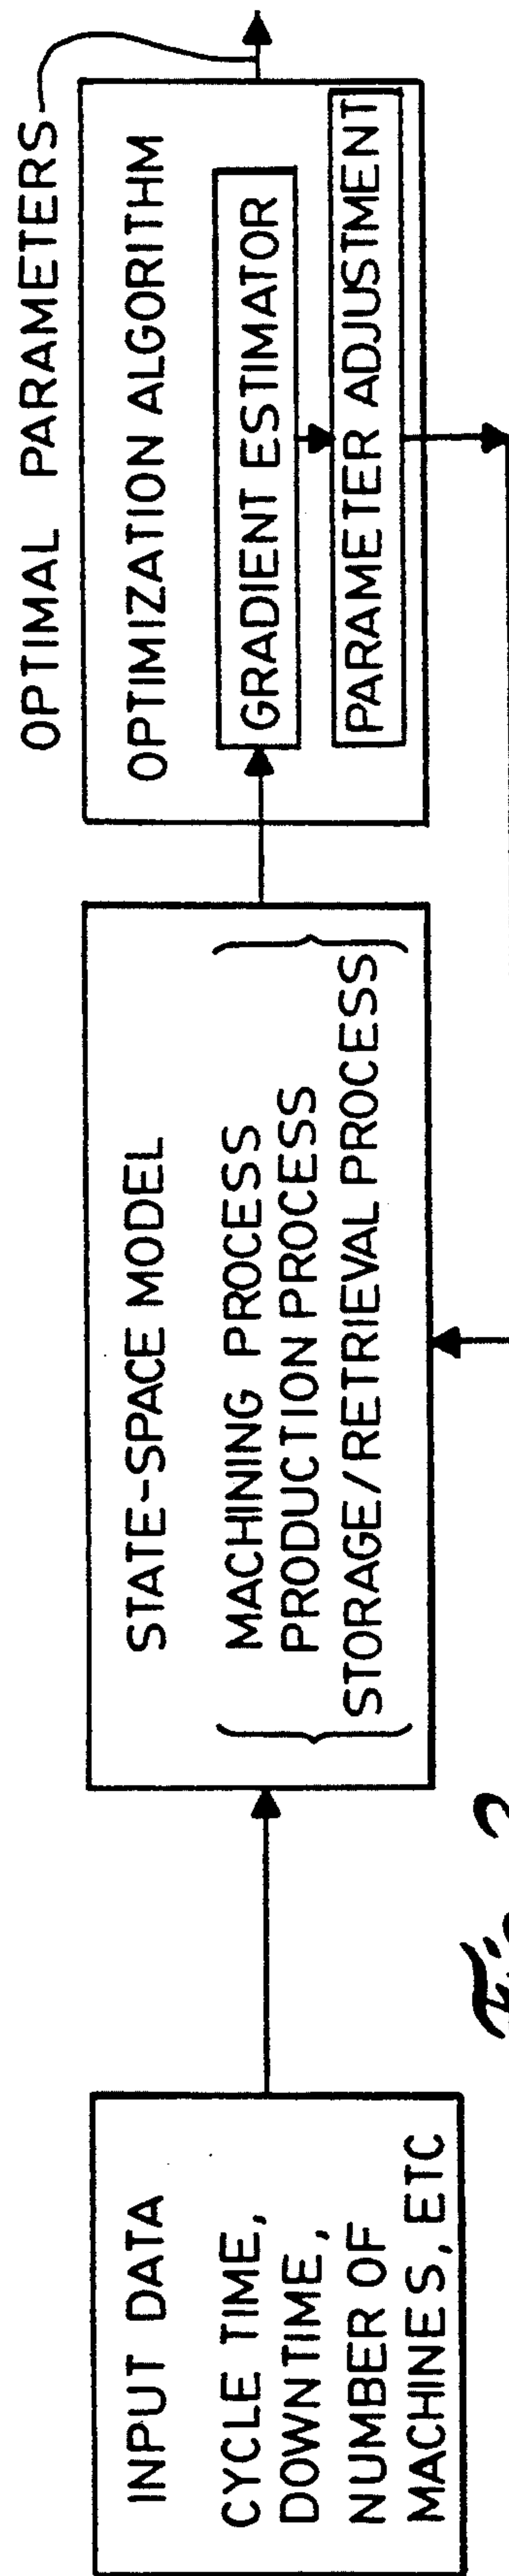 INPUT DATA
CYCLE TIME,
DOWNTIME,
NUMBER OF
MACHINES, ETC
STATE-SPACE MODEL
MACHINING PROCESS
PRODUCTION PROCESS
STORAGE/RETRIEVAL PROCESS
OPTIMAL PARAMETERS
OPTIMIZATION ALGORITHM
GRADIENT ESTIMATOR
PARAMETER ADJUSTMENT